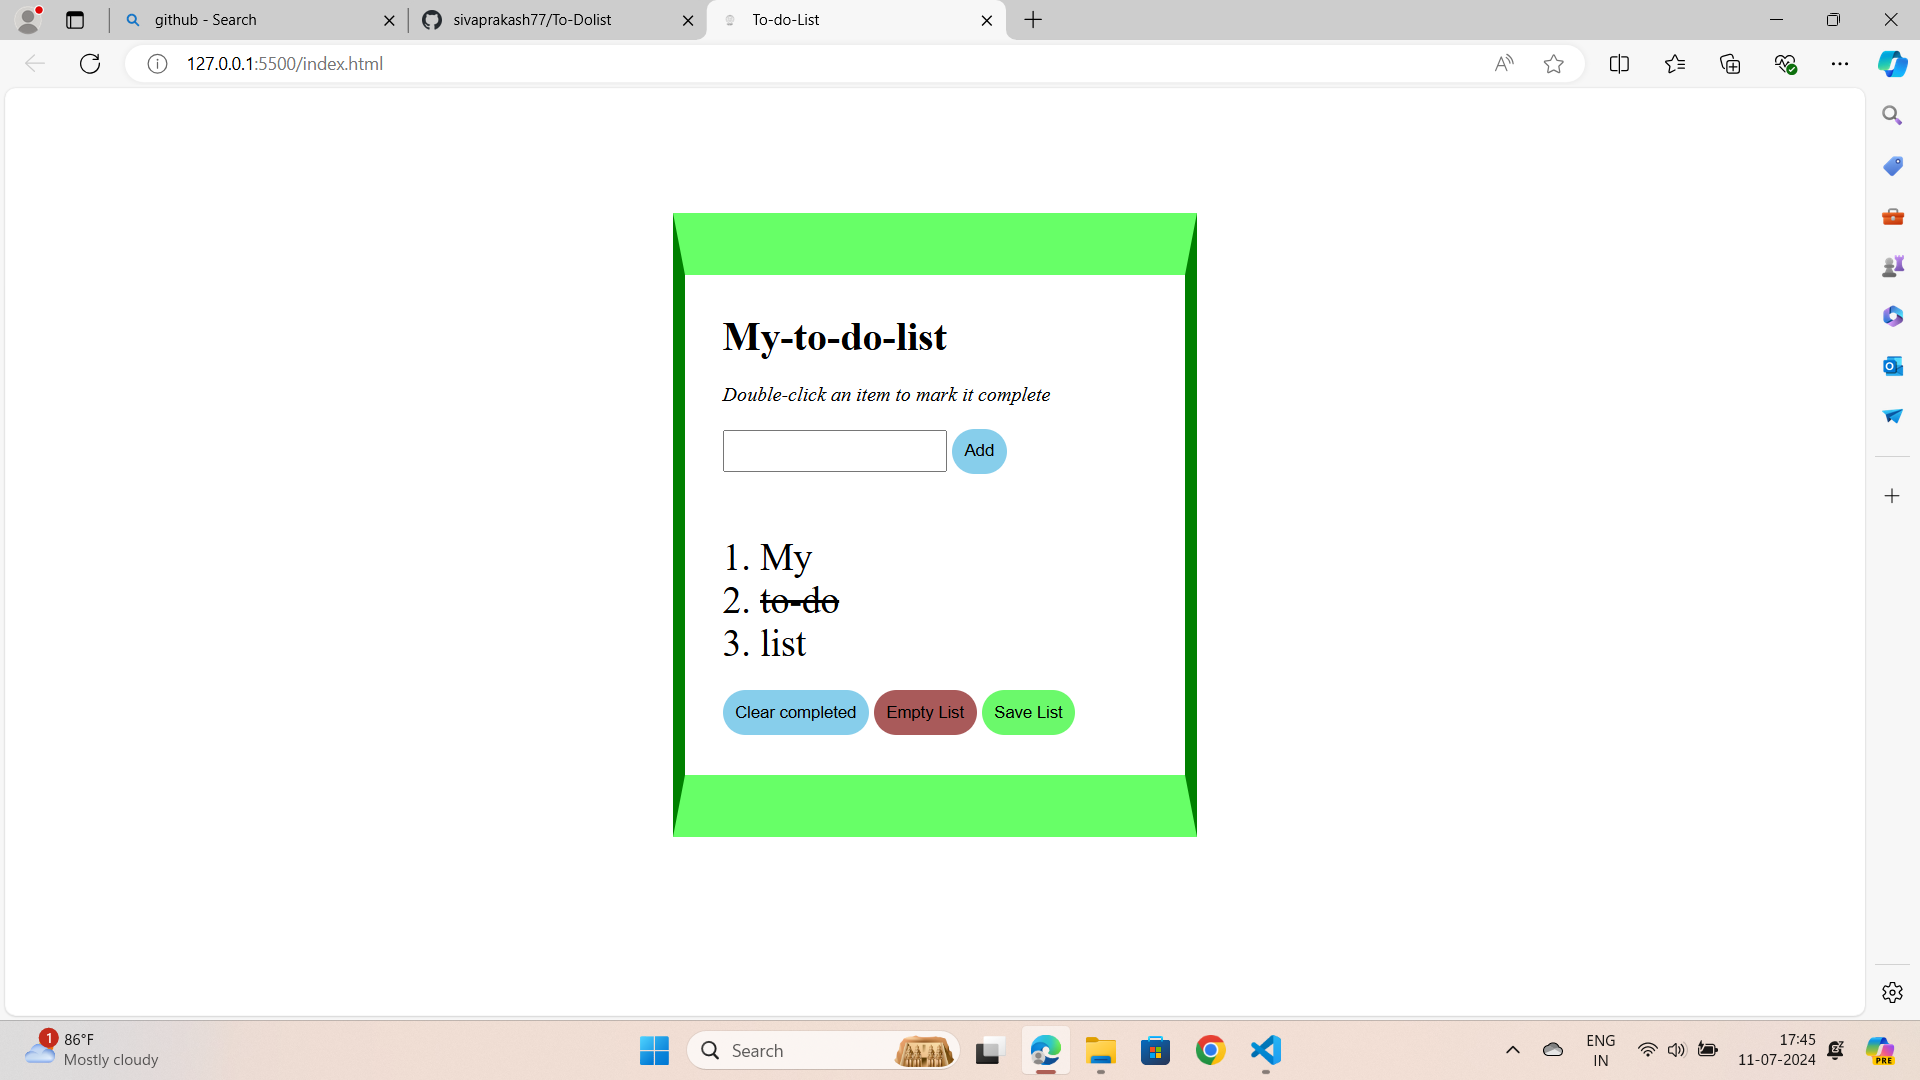 github - Search
sivaprakash77/To-Dolist
To-do-List
127.0.0.1:5500/index.html
My-to-do-list
Double-click an item to mark it complete
Add
1. My
2. to-do
3. list
Clear completed
Empty List
Save List
1
86°F
Mostly cloudy
Search
ENG
IN
17:45
11-07-2024
PRE